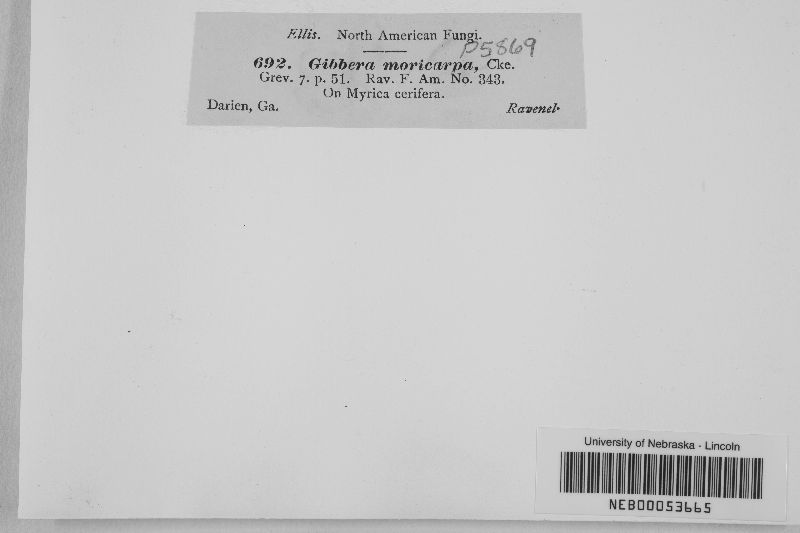 Ellis. North American Fungi.
P5869
692. Gibbera moricarpa, Cke.
Grev. 7. p. 51. Rav. F. Am. No. 343.
On Myrica cerifera.
Darien, Ga. Ravenel.
University of Nebraska - Lincoln
NEB00053665